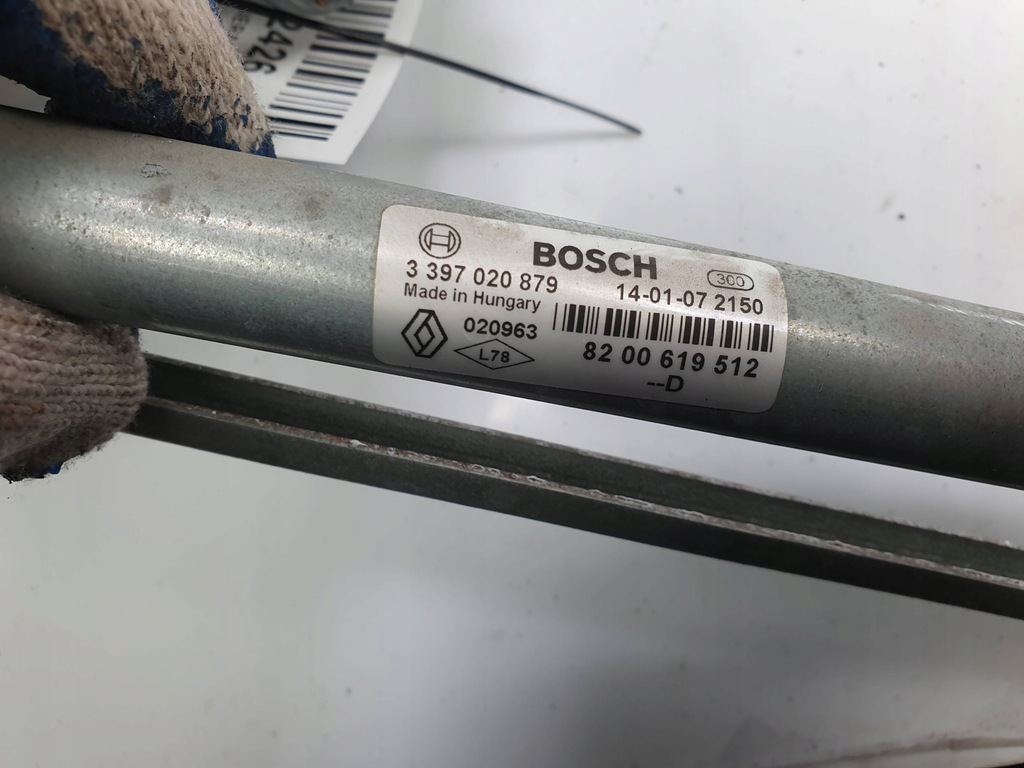 2426
BOSCH
300
3 397 020 879
14-01-07 2150
Made in Hungary
020963
L78
82 00 619 512
--D